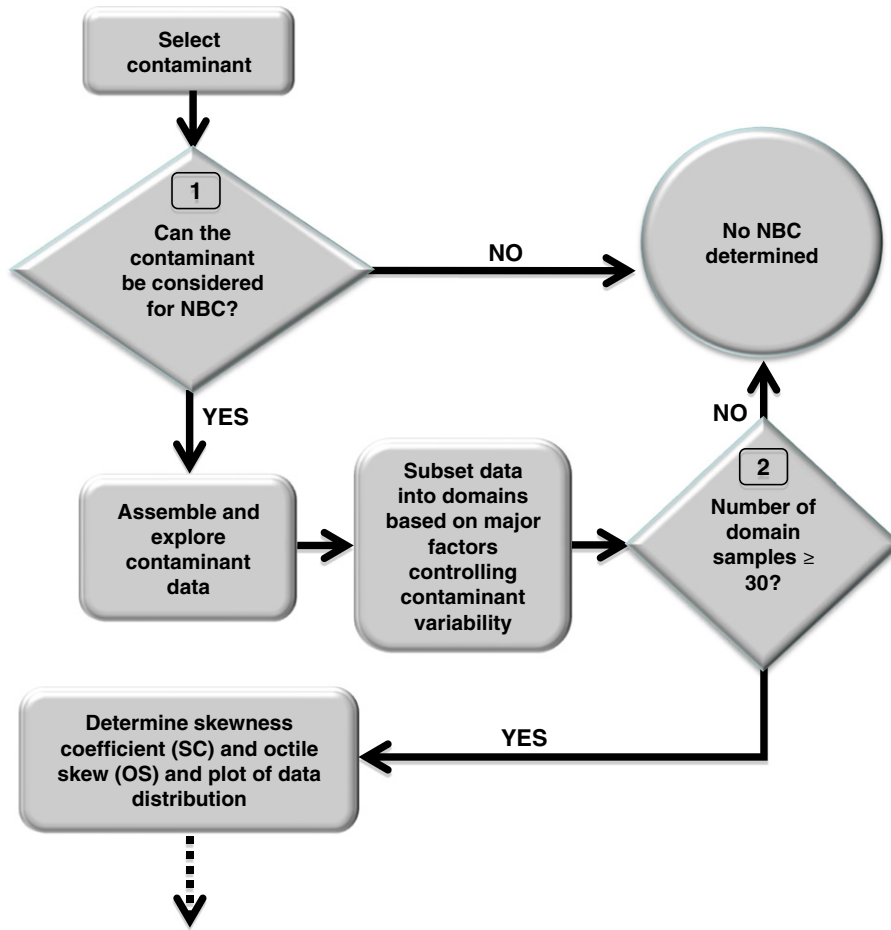 Select
contaminant
1
Can the
contaminant
be considered
for NBC?
NO
No NBC
determined
YES
Assemble and
explore
contaminant
data
Subset data
into domains
based on major
factors
controlling
contaminant
variability
NO
2
Number of
domain
samples ≥
30?
YES
Determine skewness
coefficient (SC) and octile
skew (OS) and plot of data
distribution